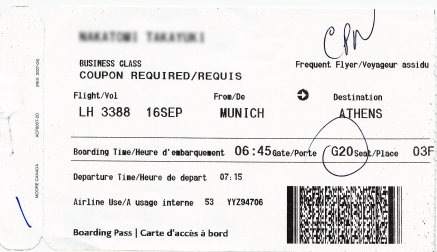 CPN
BUSINESS CLASS
Frequent Flyer/Voyageur assidu
COUPON REQUIRED/REQUIS
Flight/Vol From/De Destination
LH 3388 16SEP MUNICH ATHENS
Boarding Time/Heure d'embarquement 06:45 Gate/Porte G20 Seat/Place 03F
Departure Time/Heure de depart 07:15
Airline Use/A usage interne 53 YYZ94706
Boarding Pass | Carte d'accès à bord
MOORE CANADA